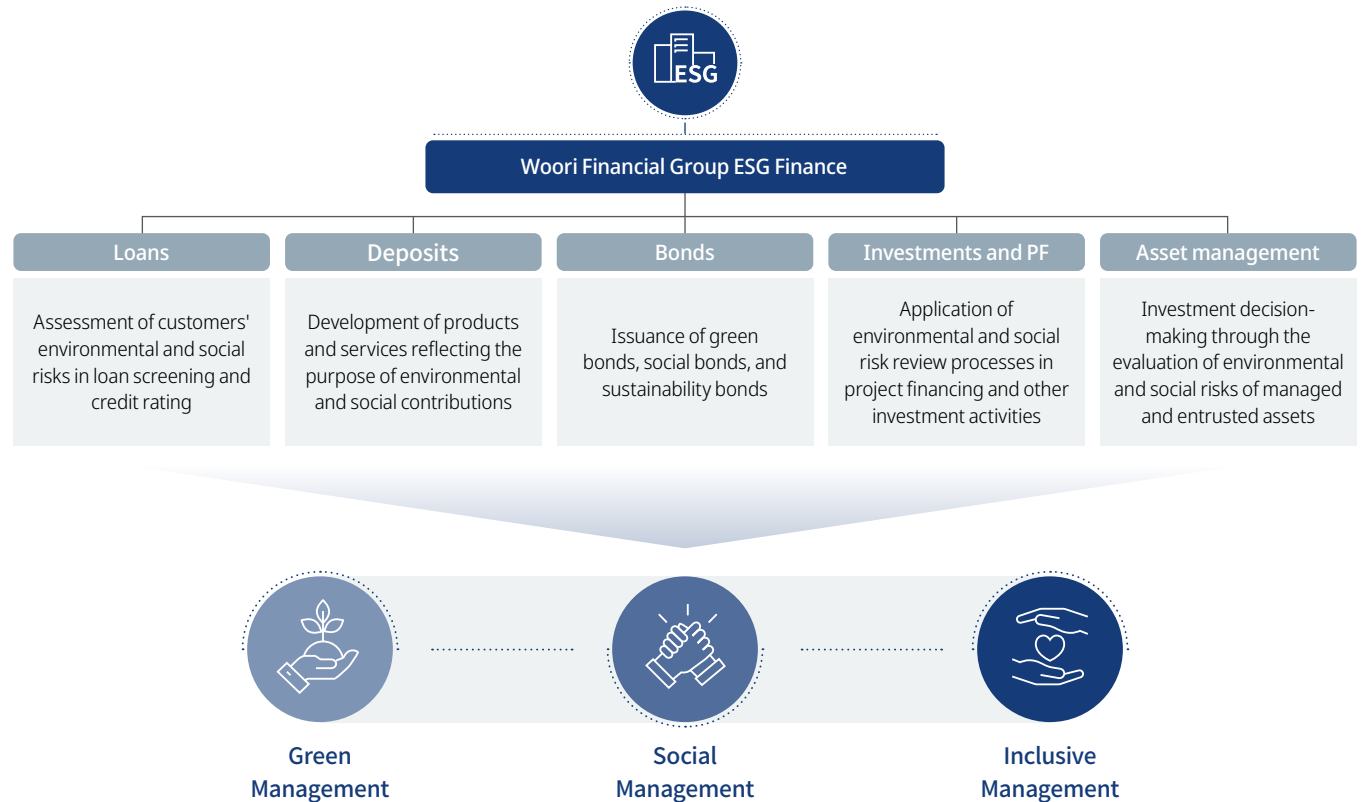 ESG
Woori Financial Group ESG Finance
Loans
Assessment of customers'
environmental and social
risks in loan screening and
credit rating
Deposits
Development of products
and services reflecting the
purpose of environmental
and social contributions
Bonds
Issuance of green
bonds, social bonds, and
sustainability bonds
Investments and PF
Application of
environmental and social
risk review processes in
project financing and other
investment activities
Asset management
Investment decision-
making through the
evaluation of environmental
and social risks of managed
and entrusted assets
Green
Management
Social
Management
Inclusive
Management